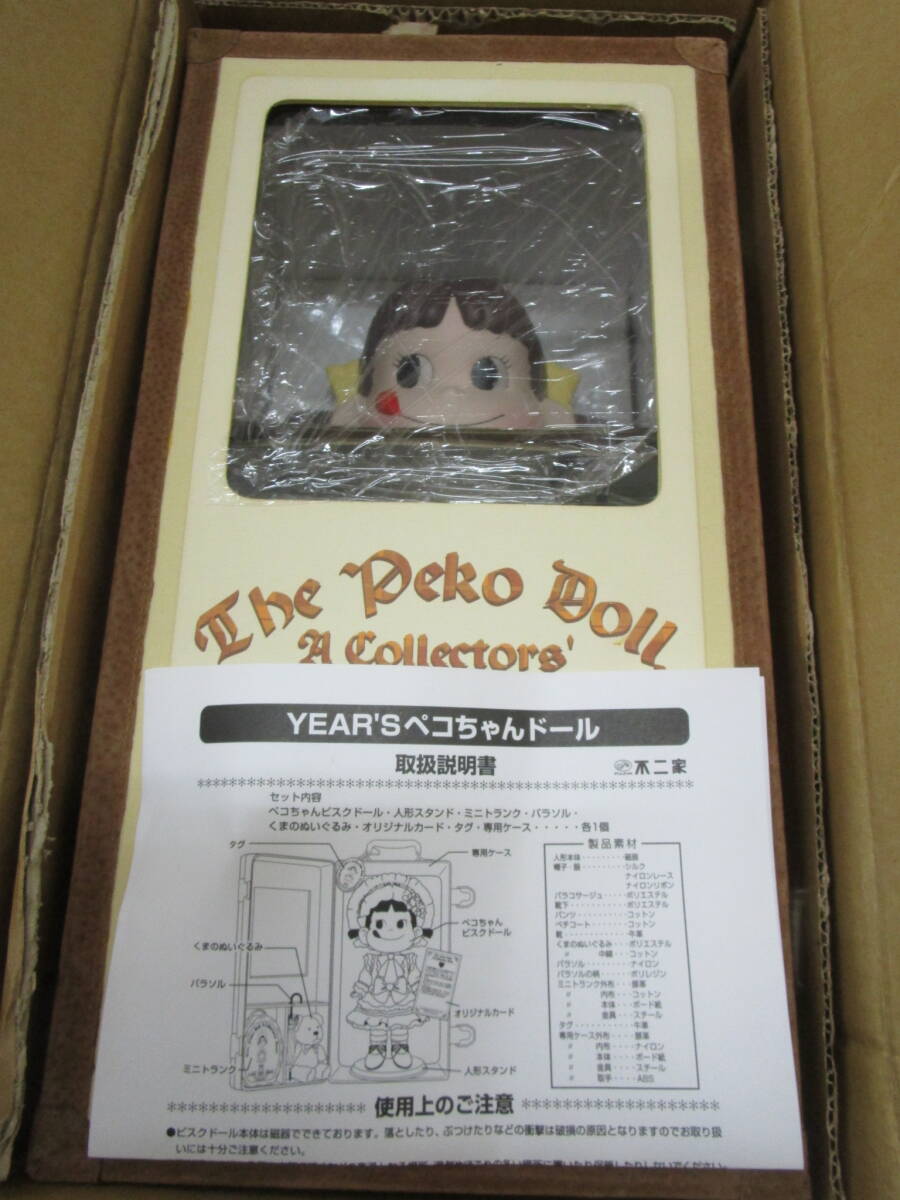 The Peko Doll
A Collectors'
YEAR'Sペコちゃんドール
取扱説明書
不二家
セット内容
ペコちゃんビスクドール・人形スタンド・ミニトランク・パラソル・
くまのぬいぐるみ・オリジナルカード・タグ・専用ケース・・・・・各1個
タグ
専用ケース
ペコちゃん
ビスクドール
くまのぬいぐるみ
パラソル
オリジナルカード
ミニトランク
人形スタンド
製品素材
人形本体・・・・・・・・・磁器
帽子・服・・・・・・・・・シルク
ナイロンレース
ナイロンリボン
バラコサージュ・・・・・ポリエステル
靴下・・・・・・・・・・ポリエステル
パンツ・・・・・・・・・コットン
ペチコート・・・・・・・コットン
靴・・・・・・・・・・・牛革
くまのぬいぐるみ・・・ポリエステル
〃 中綿・・・コットン
パラソル・・・・・・・・ナイロン
パラソルの柄・・・・・ポリレジン
ミニトランク外布・・・豚革
〃 内布・・・コットン
〃 本体・・・ボード紙
〃 金具・・・スチール
タグ・・・・・・・・・・牛革
専用ケース外布・・・・豚革
〃 内布・・・・ナイロン
〃 本体・・・・ボード紙
〃 金具・・・・スチール
〃 取手・・・・ABS
使用上のご注意
●ビスクドール本体は磁器でできております。落としたり、ぶつけたりなどの衝撃は破損の原因となりますのでお取り扱
いには十分ご注意ください。